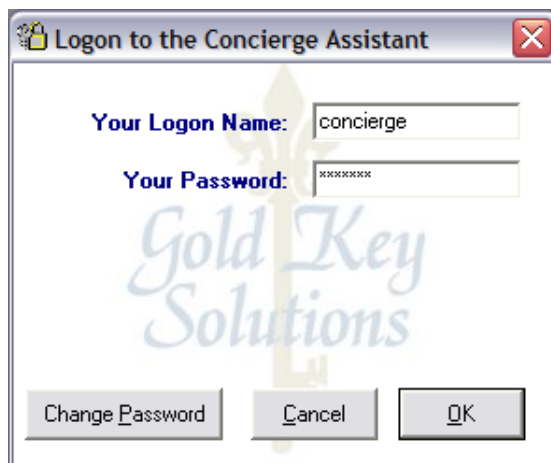 Logon to the Concierge Assistant
Your Logon Name: concierge
Your Password: *******
Gold Key
Solutions
Change Password Cancel OK